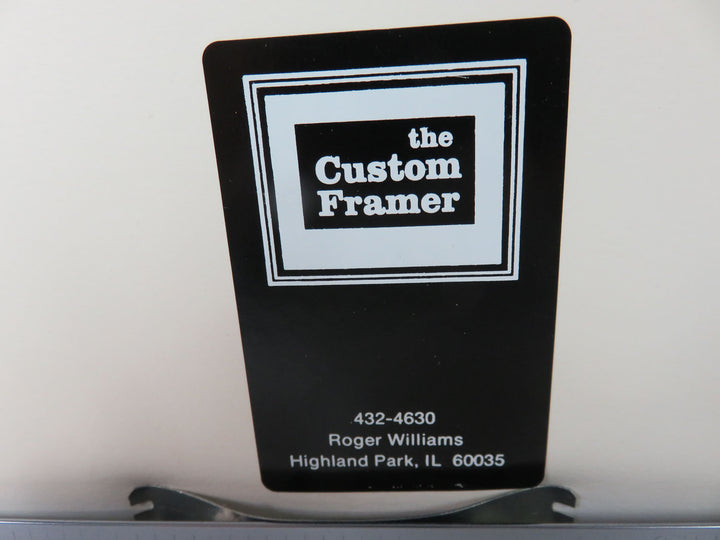 the
Custom
Framer
432-4630
Roger Williams
Highland Park, IL 60035